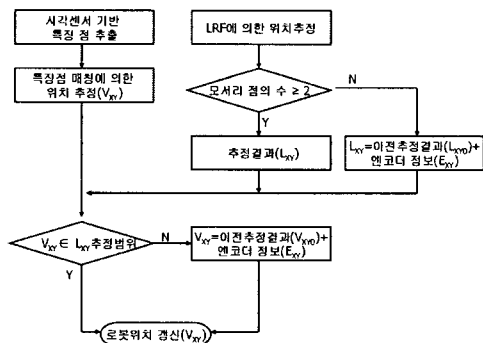 시각센서 기반
특징 점 추출
특징점 매칭에 의한
위치 추정(V_XY)
LRF에 의한 위치추정
모서리 점의 수 ≥ 2
N
Y
추정결과(L_XY)
L_XY=이전추정결과(L_XY0)+
엔코더 정보(E_XY)
V_XY ∈ L_XY추정범위
N
Y
V_XY=이전추정결과(V_XY0)+
엔코더 정보(E_XY)
로봇위치 갱신(V_XY)